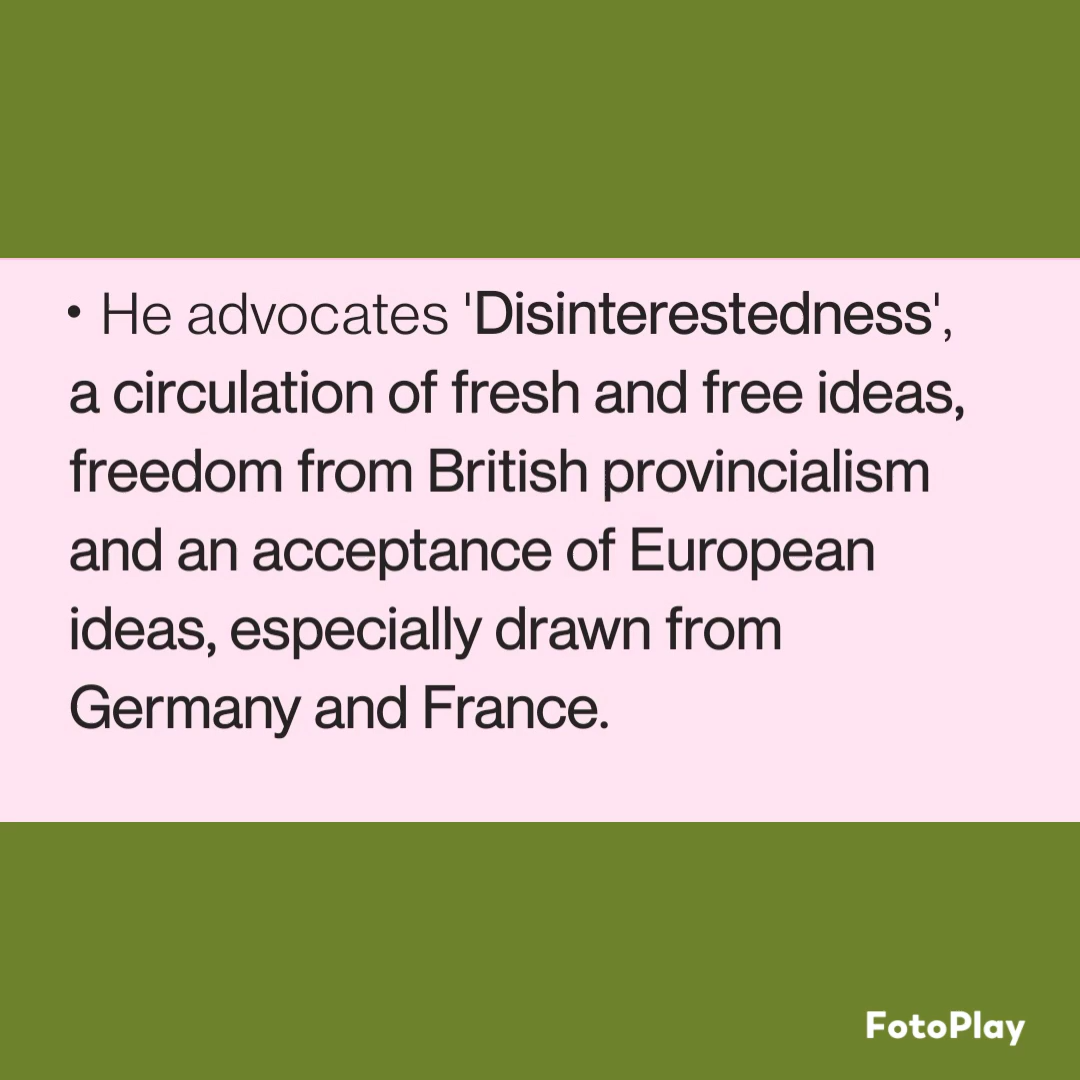 • He advocates 'Disinterestedness',
a circulation of fresh and free ideas,
freedom from British provincialism
and an acceptance of European
ideas, especially drawn from
Germany and France.
FotoPlay